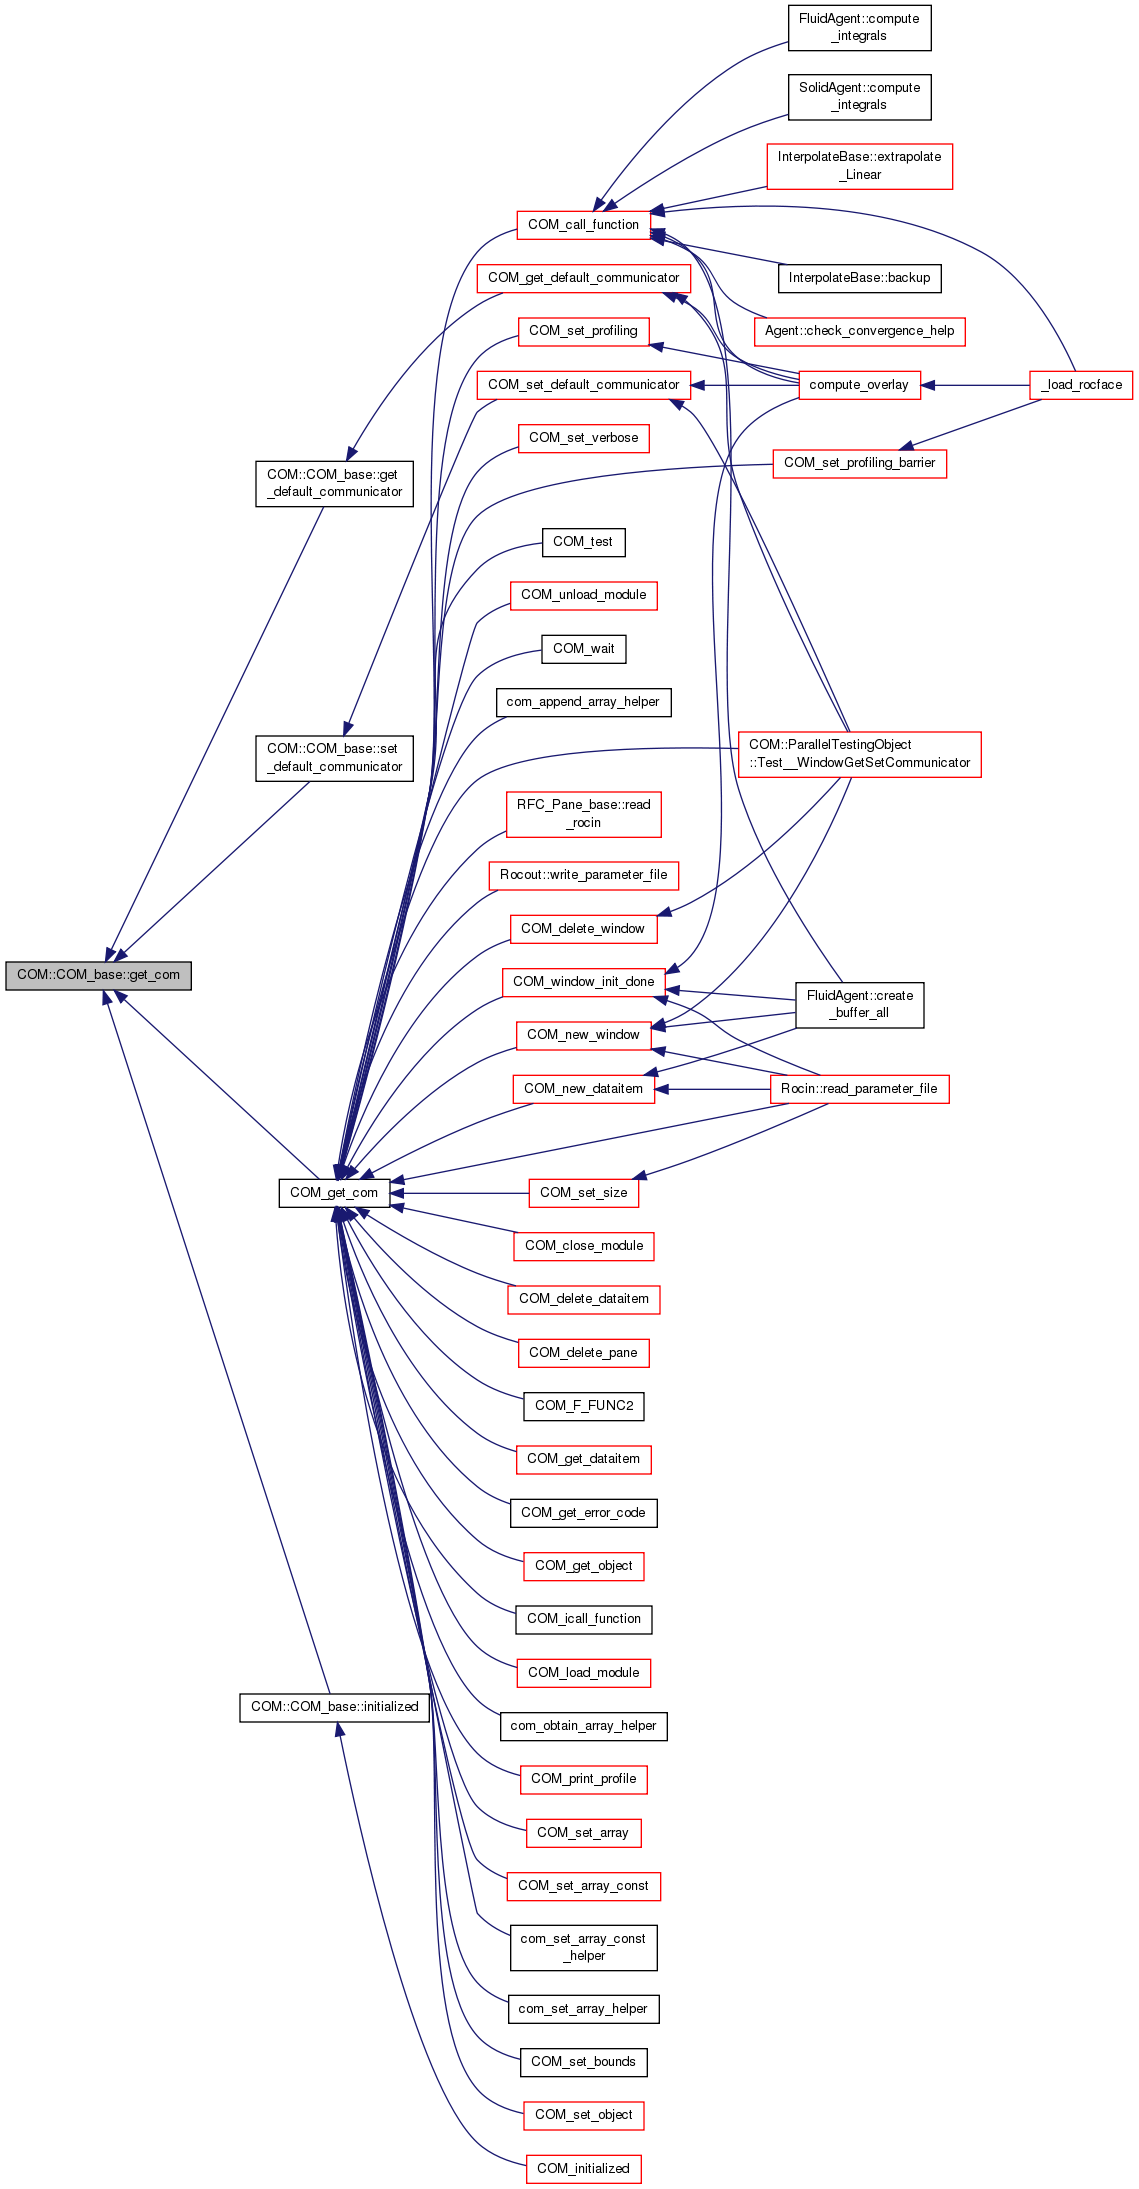 FluidAgent::compute
_integrals
SolidAgent::compute
_integrals
InterpolateBase::extrapolate
_Linear
COM_call_function
InterpolateBase::backup
COM_get_default_communicator
Agent::check_convergence_help
COM_set_profiling
COM_set_default_communicator
compute_overlay
_load_rocface
COM_set_verbose
COM_set_profiling_barrier
COM::COM_base::get
_default_communicator
COM_test
COM_unload_module
COM_wait
com_append_array_helper
COM::COM_base::set
_default_communicator
COM::ParallelTestingObject
::Test__WindowGetSetCommunicator
RFC_Pane_base::read
_rocin
Rocout::write_parameter_file
COM_delete_window
COM::COM_base::get_com
COM_window_init_done
FluidAgent::create
_buffer_all
COM_new_window
COM_new_dataitem
Rocin::read_parameter_file
COM_get_com
COM_set_size
COM_close_module
COM_delete_dataitem
COM_delete_pane
COM_F_FUNC2
COM_get_dataitem
COM_get_error_code
COM_get_object
COM_icall_function
COM_load_module
COM::COM_base::initialized
com_obtain_array_helper
COM_print_profile
COM_set_array
COM_set_array_const
com_set_array_const
_helper
com_set_array_helper
COM_set_bounds
COM_set_object
COM_initialized